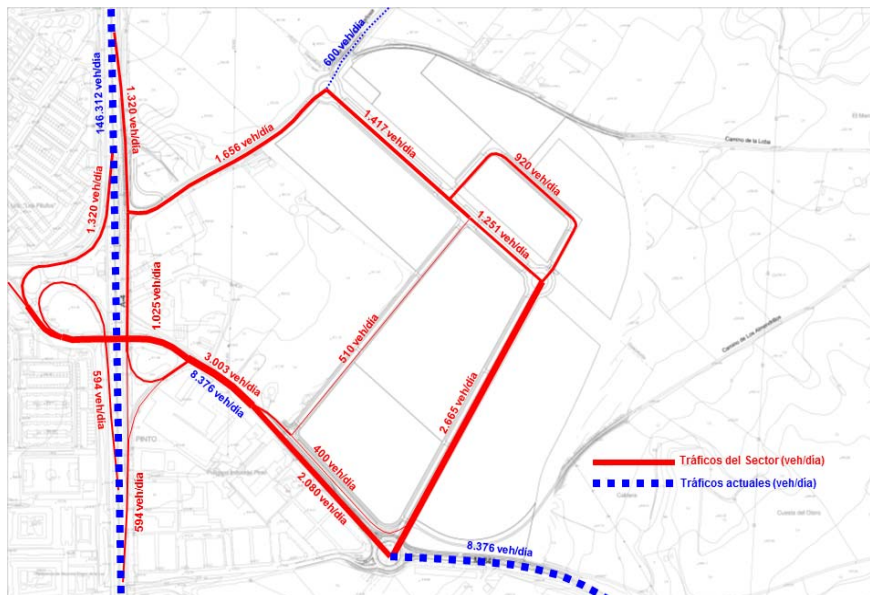 600 veh/día
146.312 veh/día
1.320 veh/día
1.656 veh/día
1.417 veh/día
920 veh/día
Camino de la Loba
1.320 veh/día
1.251 veh/día
1.025 veh/día
510 veh/día
Camino de Los Almendrillos
3.003 veh/día
8.376 veh/día
594 veh/día
2.665 veh/día
PINTO
400 veh/día
2.080 veh/día
Tráficos del Sector (veh/día)
Tráficos actuales (veh/día)
594 veh/día
Cuesta del Otero
8.376 veh/día